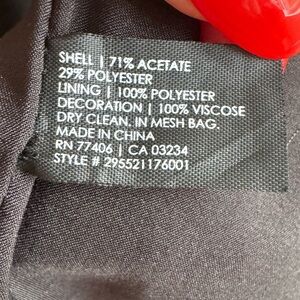 SHELL | 71% ACETATE
29% POLYESTER
LINING | 100% POLYESTER
DECORATION | 100% VISCOSE
DRY CLEAN. IN MESH BAG.
MADE IN CHINA
RN 77406 | CA 03234
STYLE # 295521176001